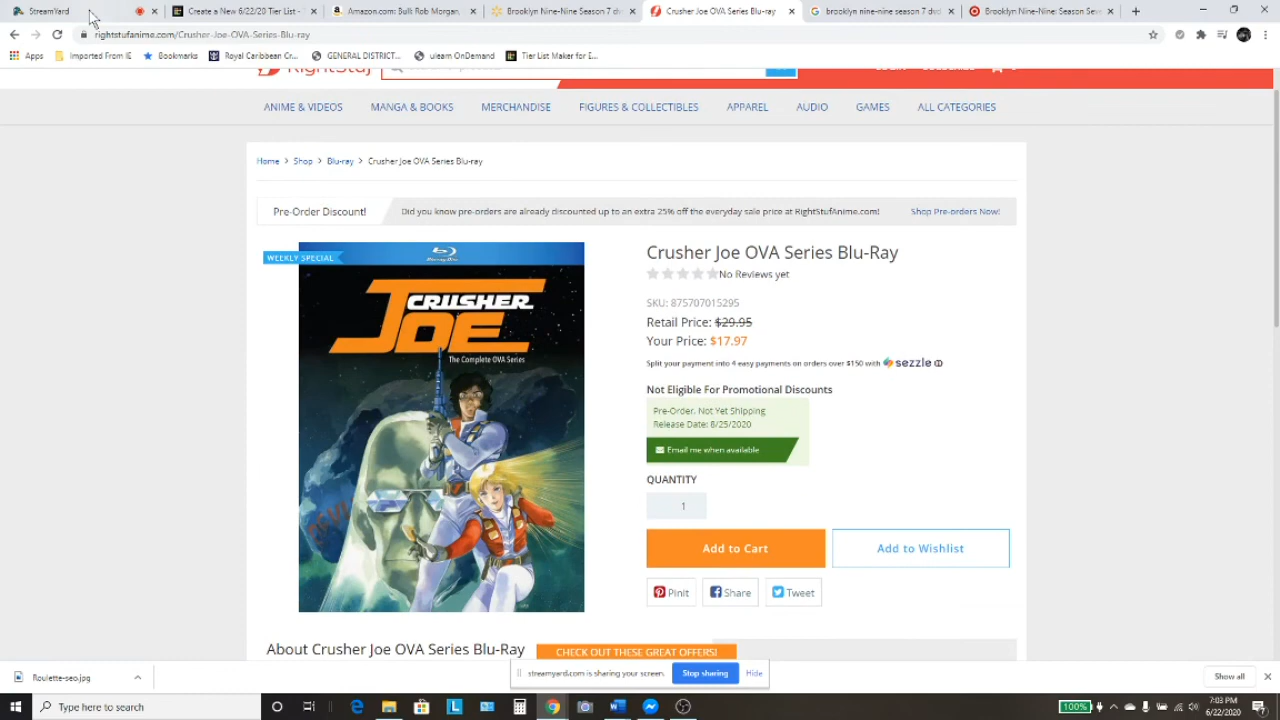 StreamYard
Create a New 6/22/20 Tier List -
Amazon.com: Bulk Rob Morgan,
Brooklyn Nine-Nine Season 7 dv
Crusher Joe OVA Series Blu-ray
brooklyn nine-nine season 7 dvd
Brooklyn Nine-Nine: Season Sev
rightstufanime.com/Crusher-Joe-OVA-Series-Blu-ray
Apps
Imported From IE
Bookmarks
Royal Caribbean Cr...
GENERAL DISTRICT...
uleam OnDemand
Tier List Maker for I...
ANIME & VIDEOS
MANGA & BOOKS
MERCHANDISE
FIGURES & COLLECTIBLES
APPAREL
AUDIO
GAMES
ALL CATEGORIES
Home > Shop > Blu-ray > Crusher Joe OVA Series Blu-ray
Pre-Order Discount!
Did you know pre-orders are already discounted up to an extra 25% off the everyday sale price at RightStufAnime.com!
Shop Pre-orders Now!
WEEKLY SPECIAL
Blu-ray Disc
CRUSHER
JOE
The Complete OVA Series
Crusher Joe OVA Series Blu-Ray
No Reviews yet
SKU: 875707015295
Retail Price: $29.95
Your Price: $17.97
Split your payment into 4 easy payments on orders over $150 with sezzle
Not Eligible For Promotional Discounts
Pre-Order. Not Yet Shipping
Release Date: 8/25/2020
Email me when available
QUANTITY
1
Add to Cart
Add to Wishlist
Pinit
Share
Tweet
About Crusher Joe OVA Series Blu-Ray
CHECK OUT THESE GREAT OFFERS!
streamyard.com is sharing your screen.
Stop sharing
Hide
Roulette-seo.jpg
Show all
Type here to search
100%
7:03 PM
6/22/2020